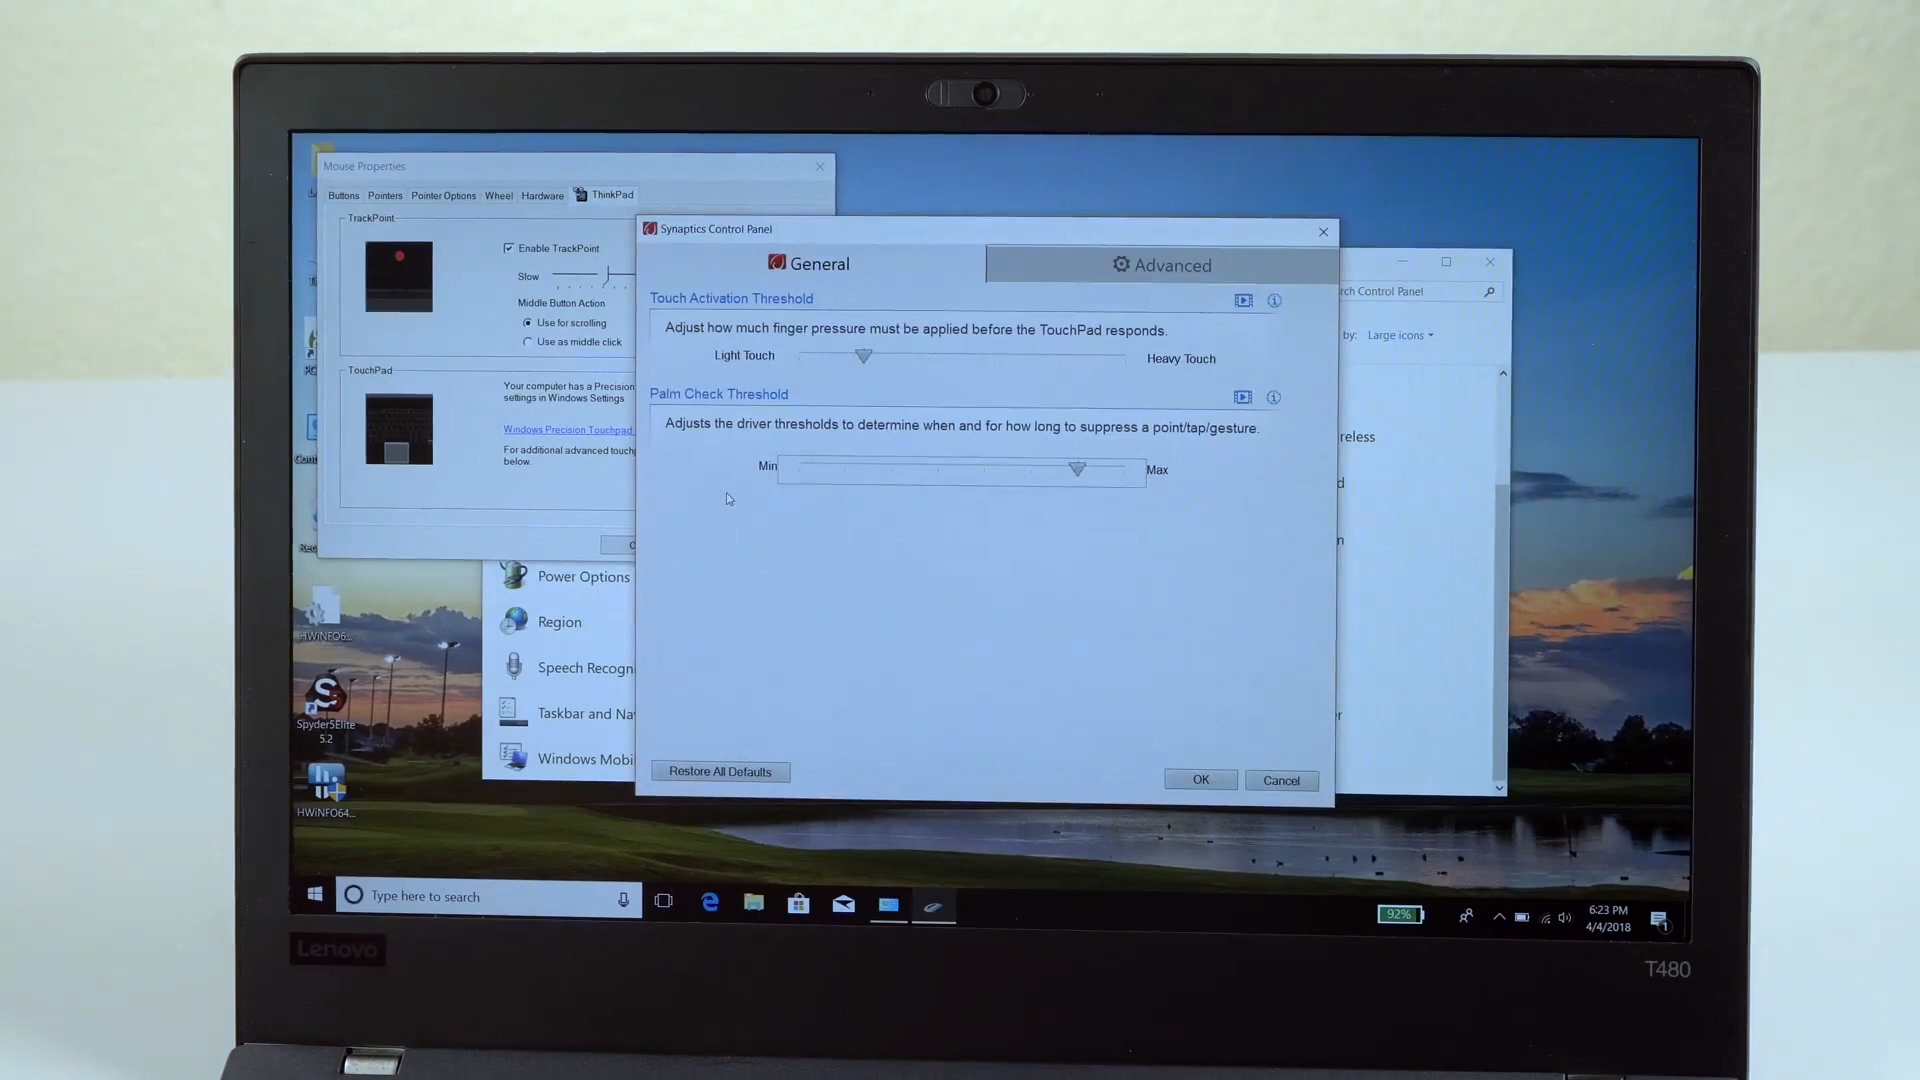 Mouse Properties
Buttons Pointers Pointer Options Wheel Hardware ThinkPad
TrackPoint
Enable TrackPoint
Slow
Middle Button Action
Use for scrolling
Use as middle click
TouchPad
Your computer has a Precision
settings in Windows Settings
Windows Precision Touchpad
For additional advanced touchp
below.
Synaptics Control Panel
General
Advanced
Touch Activation Threshold
Adjust how much finger pressure must be applied before the TouchPad responds.
Light Touch
Heavy Touch
Palm Check Threshold
Adjusts the driver thresholds to determine when and for how long to suppress a point/tap/gesture.
Min
Max
Restore All Defaults
OK
Cancel
rch Control Panel
by: Large icons
reless
d
n
r
Power Options
Region
Speech Recogn
Taskbar and Na
Windows Mobi
HWiNFO6...
Spyder5Elite
5.2
HWiNFO64...
Type here to search
92%
6:23 PM
4/4/2018
1
Lenovo
T480